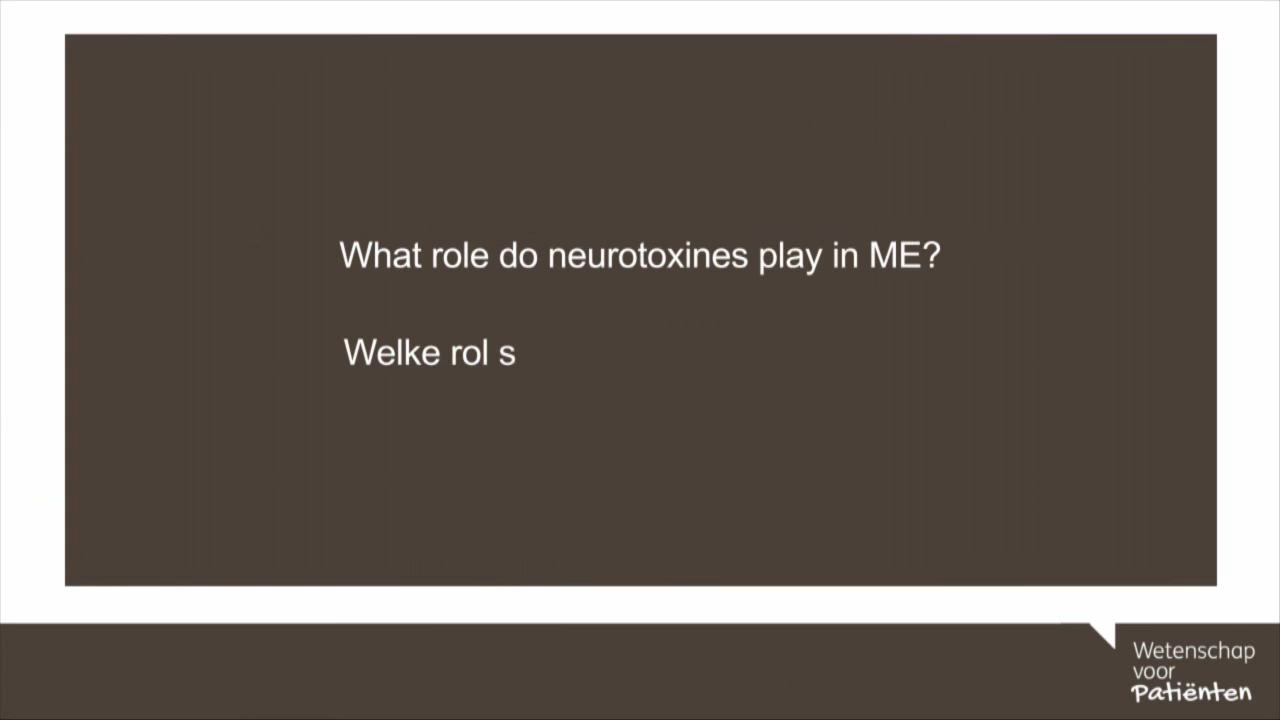 What role do neurotoxines play in ME?
Welke rol s
Wetenschap
voor
Patiënten